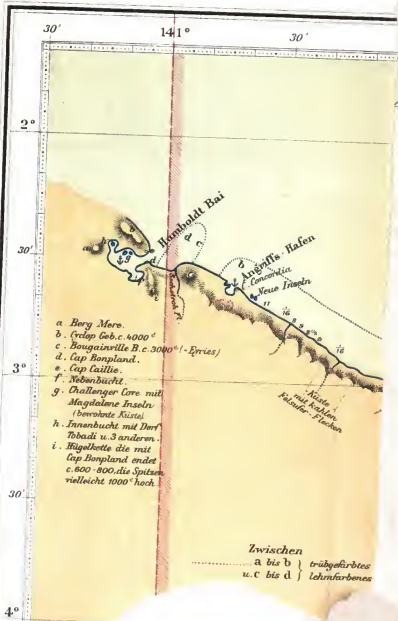 30' 141° 30'
2°
Humboldt Bai
d
d c
b
Angriffs-Hafen
Concordia
Neue Inseln
30'
g
11
16
16
a. Berg Mere.
b. Cyclop Geb. c. 4000'
c. Bougainville B. c. 3000' (-Eyries)
d. Cap Bonpland.
e. Cap Caillie.
f. Nebenbucht.
g. Challenger Cove mit
Magdalene Inseln
(bewohnte Küste)
h. Innenbucht mit Dorf
Tobadi u. 3 anderen.
i. Hügelkette die mit
Cap Bonpland endet
c. 600-800, die Spitzen
vielleicht 1000' hoch.
3°
Küste
mit kahlen
Felsufer-Flecken
30'
Zwischen
a bis b } trübgefärbtes
u. c bis d } lehmfarbenes
4°